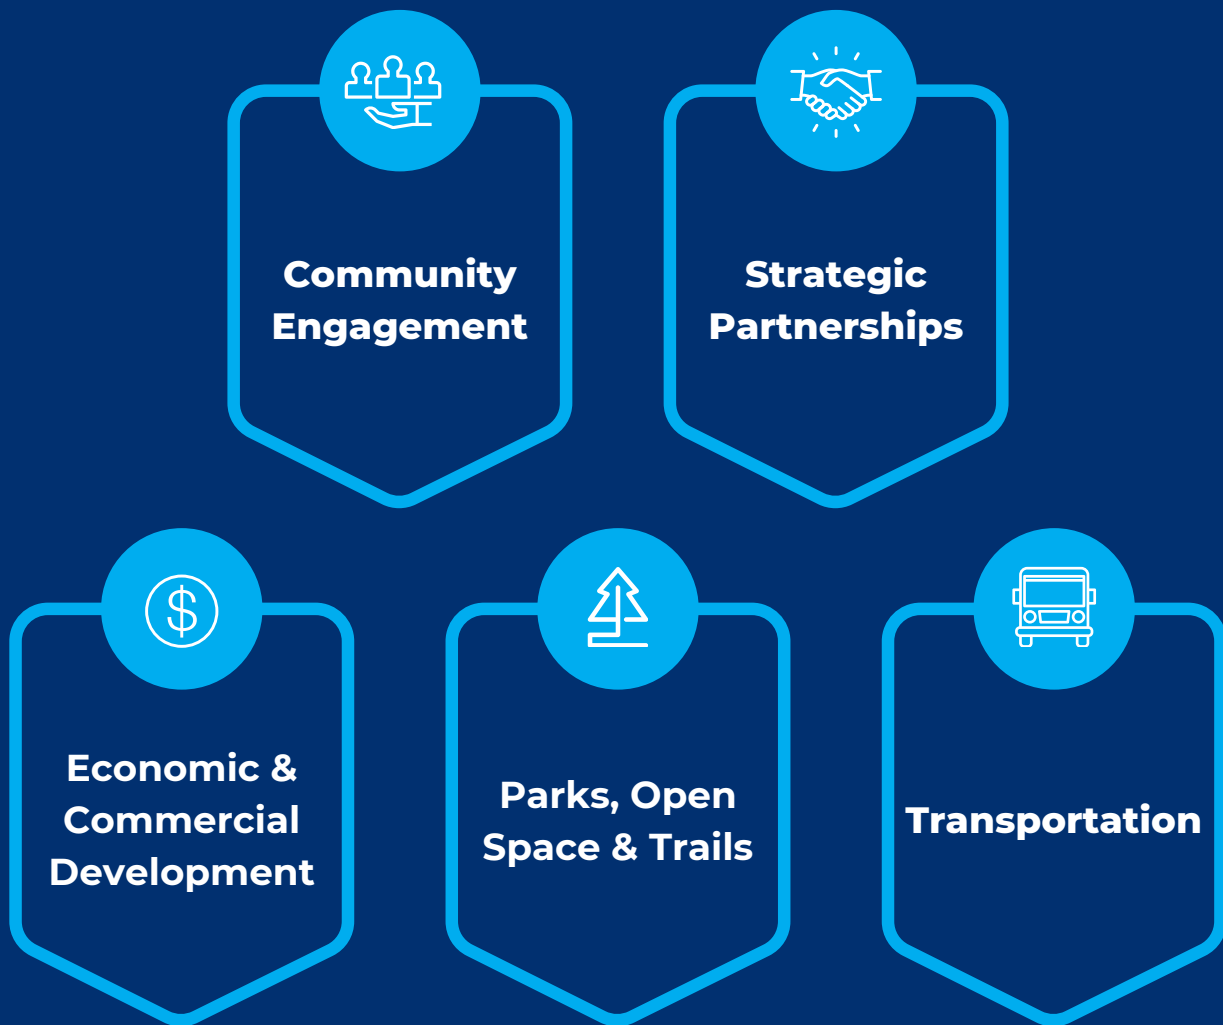 Community
Engagement
Strategic
Partnerships
Economic &
Commercial
Development
Parks, Open
Space & Trails
Transportation